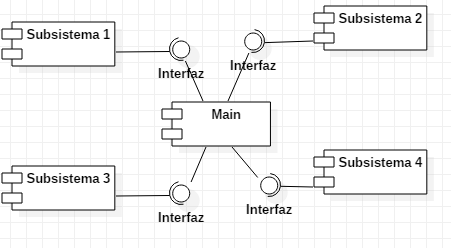 Subsistema 1
Subsistema 2
Interfaz
Interfaz
Main
Subsistema 3
Subsistema 4
Interfaz
Interfaz